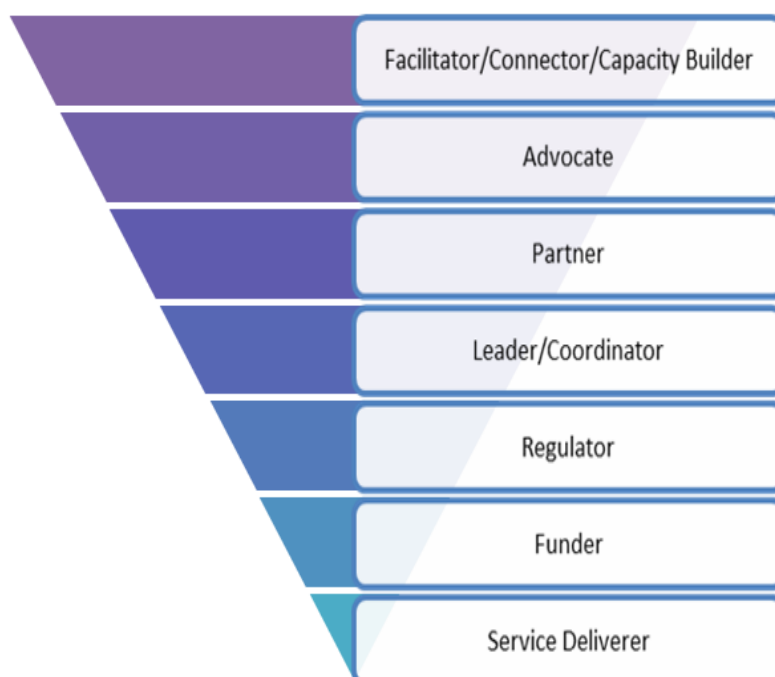 Facilitator/Connector/Capacity Builder
Advocate
Partner
Leader/Coordinator
Regulator
Funder
Service Deliverer